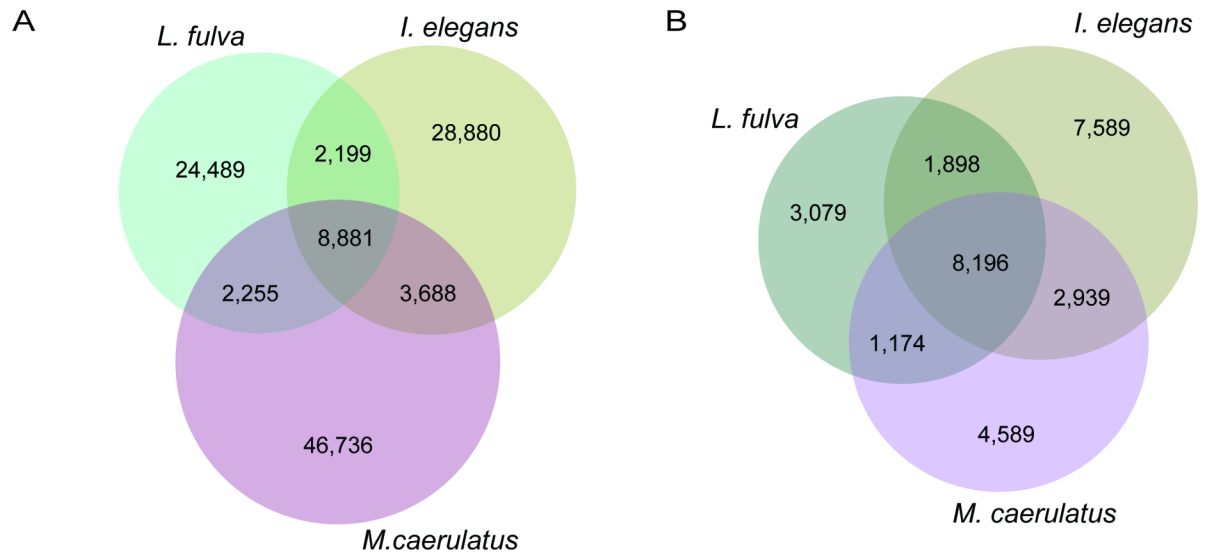 A
L. fulva
I. elegans
24,489
2,199
28,880
8,881
2,255
3,688
46,736
M.caerulatus
B
I. elegans
L. fulva
7,589
1,898
3,079
8,196
2,939
1,174
4,589
M. caerulatus